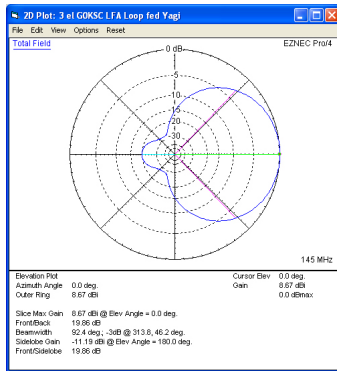 2D Plot: 3 el G0KSC LFA Loop fed Yagi
File Edit View Options Reset
Total Field
EZNEC Pro/4
0 dB
-5
-10
-15
-20
-30
145 MHz
Elevation Plot
Cursor Elev 0.0 deg.
Azimuth Angle 0.0 deg.
Gain 8.67 dBi
Outer Ring 8.67 dBi
0.0 dBmax
Slice Max Gain 8.67 dBi @ Elev Angle = 0.0 deg.
Front/Back 19.86 dB
Beamwidth 92.4 deg.; -3dB @ 313.8, 46.2 deg.
Sidelobe Gain -11.19 dBi @ Elev Angle = 180.0 deg.
Front/Sidelobe 19.86 dB